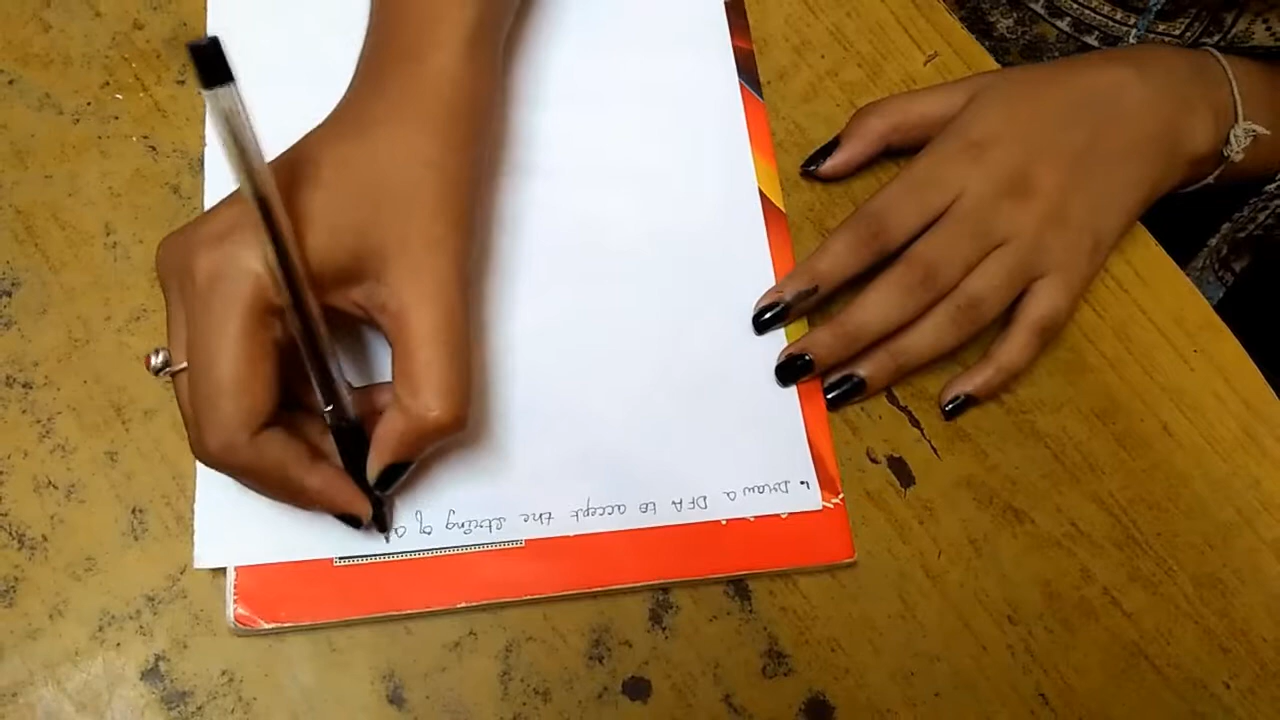 1. Draw a DFA to accept the string of a